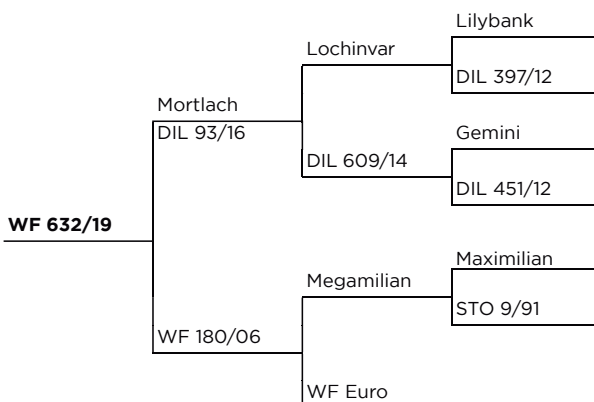 Lilybank
Lochinvar
DIL 397/12
Mortlach
DIL 93/16
Gemini
DIL 609/14
DIL 451/12
WF 632/19
Maximilian
Megamilian
STO 9/91
WF 180/06
WF Euro